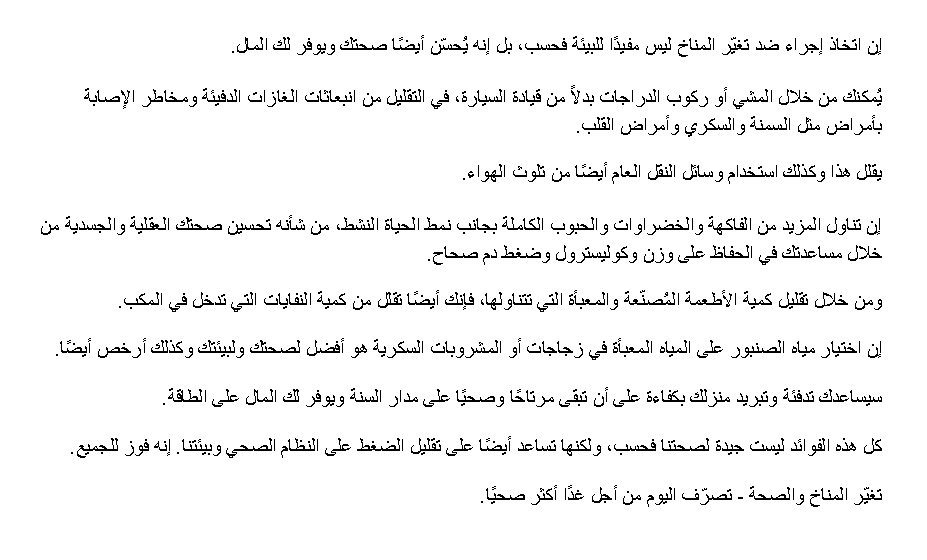 إن اتخاذ إجراء ضد تغيّر المناخ ليس مفيدًا للبيئة فحسب، بل إنه يُحسّن أيضًا صحتك ويوفر لك المال.
يُمكنك من خلال المشي أو ركوب الدراجات بدلاً من قيادة السيارة، في التقليل من انبعاثات الغازات الدفيئة ومخاطر الإصابة
بأمراض مثل السمنة والسكري وأمراض القلب.
يقلل هذا وكذلك استخدام وسائل النقل العام أيضًا من تلوث الهواء.
إن تناول المزيد من الفاكهة والخضراوات والحبوب الكاملة بجانب نمط الحياة النشط، من شأنه تحسين صحتك العقلية والجسدية من
خلال مساعدتك في الحفاظ على وزن وكوليسترول وضغط دم صحاح.
ومن خلال تقليل كمية الأطعمة المُصنّعة والمعبأة التي تتناولها، فإنك أيضًا تقلل من كمية النفايات التي تدخل في المكب.
إن اختيار مياه الصنبور على المياه المعبأة في زجاجات أو المشروبات السكرية هو أفضل لصحتك ولبيئتك وكذلك أرخص أيضًا.
سيساعدك تدفئة وتبريد منزلك بكفاءة على أن تبقى مرتاحًا وصحيًا على مدار السنة ويوفر لك المال على الطاقة.
كل هذه الفوائد ليست جيدة لصحتنا فحسب، ولكنها تساعد أيضًا على تقليل الضغط على النظام الصحي وبيئتنا. إنه فوز للجميع.
تغيّر المناخ والصحة - تصرّف اليوم من أجل غدًا أكثر صحيًا.